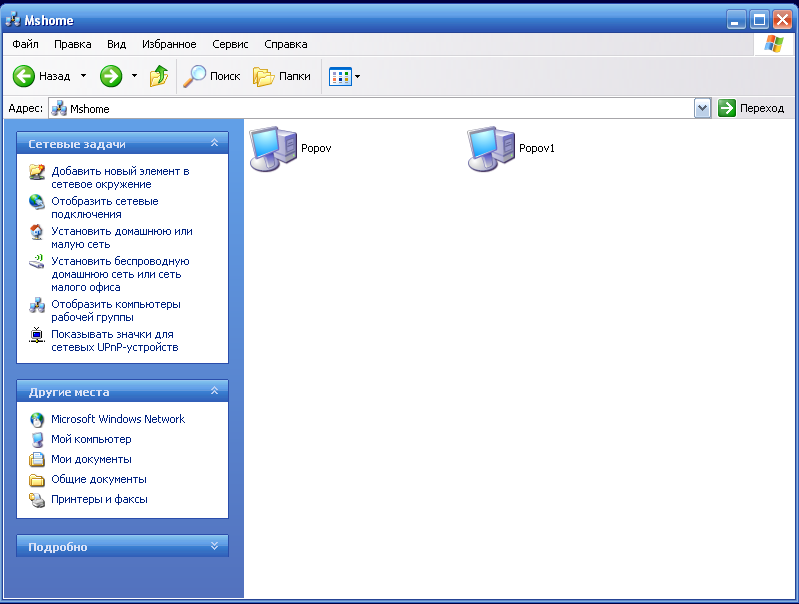 Mshome
Файл Правка Вид Избранное Сервис Справка
Назад Поиск Папки
Адрес: Mshome Переход
Сетевые задачи
Добавить новый элемент в
сетевое окружение
Отобразить сетевые
подключения
Установить домашнюю или
малую сеть
Установить беспроводную
домашнюю сеть или сеть
малого офиса
Отобразить компьютеры
рабочей группы
Показывать значки для
сетевых UPnP-устройств
Другие места
Microsoft Windows Network
Мой компьютер
Мои документы
Общие документы
Принтеры и факсы
Подробно
Popov
Popov1